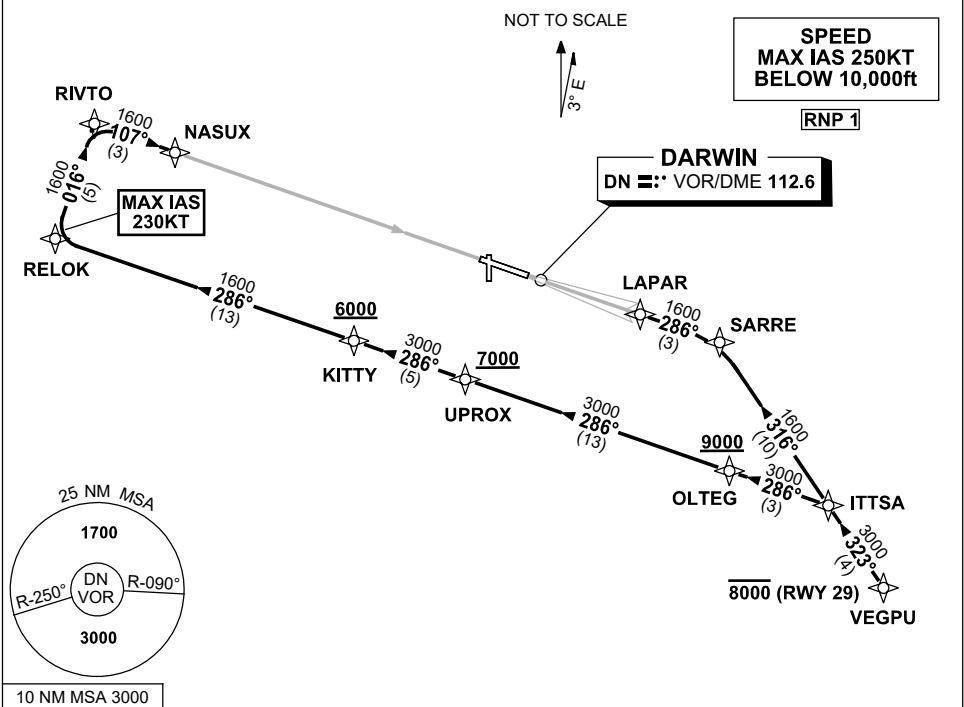 NOT TO SCALE
3° E
SPEED
MAX IAS 250KT
BELOW 10,000ft
RNP 1
DARWIN
DN VOR/DME 112.6
RIVTO
1600
107°
(3)
NASUX
1600
016°
(5)
MAX IAS
230KT
RELOK
1600
286°
(13)
6000
KITTY
3000
286°
(5)
7000
UPROX
3000
286°
(13)
9000
OLTEG
3000
286°
(3)
LAPAR
1600
286°
(3)
SARRE
1600
316°
(10)
ITTSA
3000
323°
(4)
8000 (RWY 29)
VEGPU
25 NM MSA
1700
R-250°
DN
VOR
R-090°
3000
10 NM MSA 3000